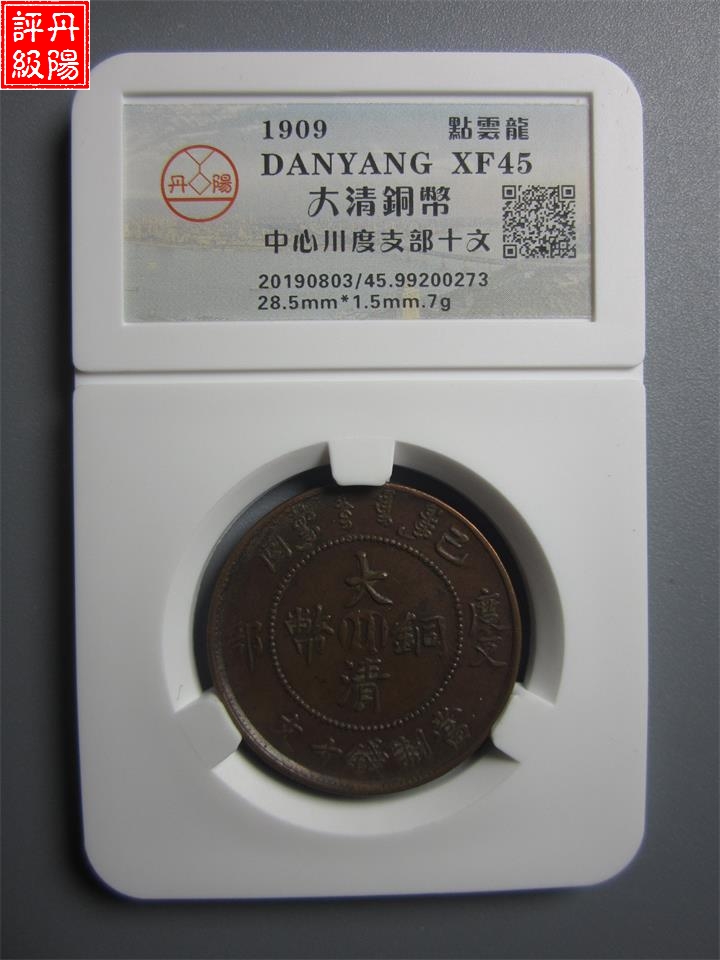 丹陽
評級
1909 點雲龍
DANYANG XF45
丹陽
大清銅幣
中心川度支部十文
20190803/45.99200273
28.5mm*1.5mm.7g
己酉
度支
部
大清
銅幣
川
當制錢十文